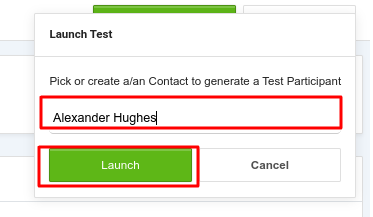 Launch Test
Pick or create a/an Contact to generate a Test Participant
Alexander Hughes
Launch
Cancel